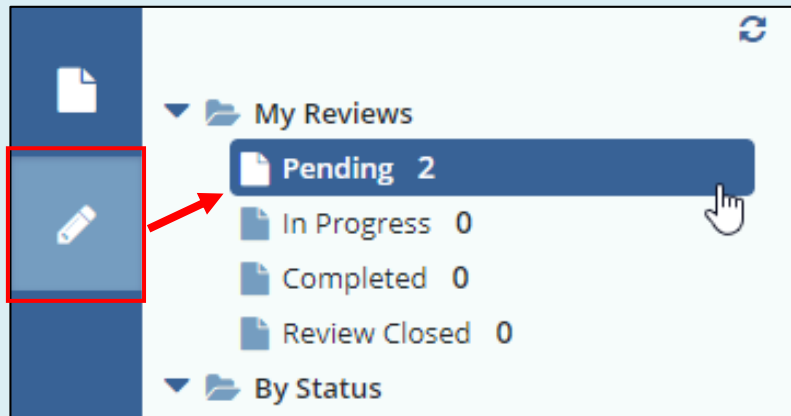 My Reviews
Pending 2
In Progress 0
Completed 0
Review Closed 0
By Status